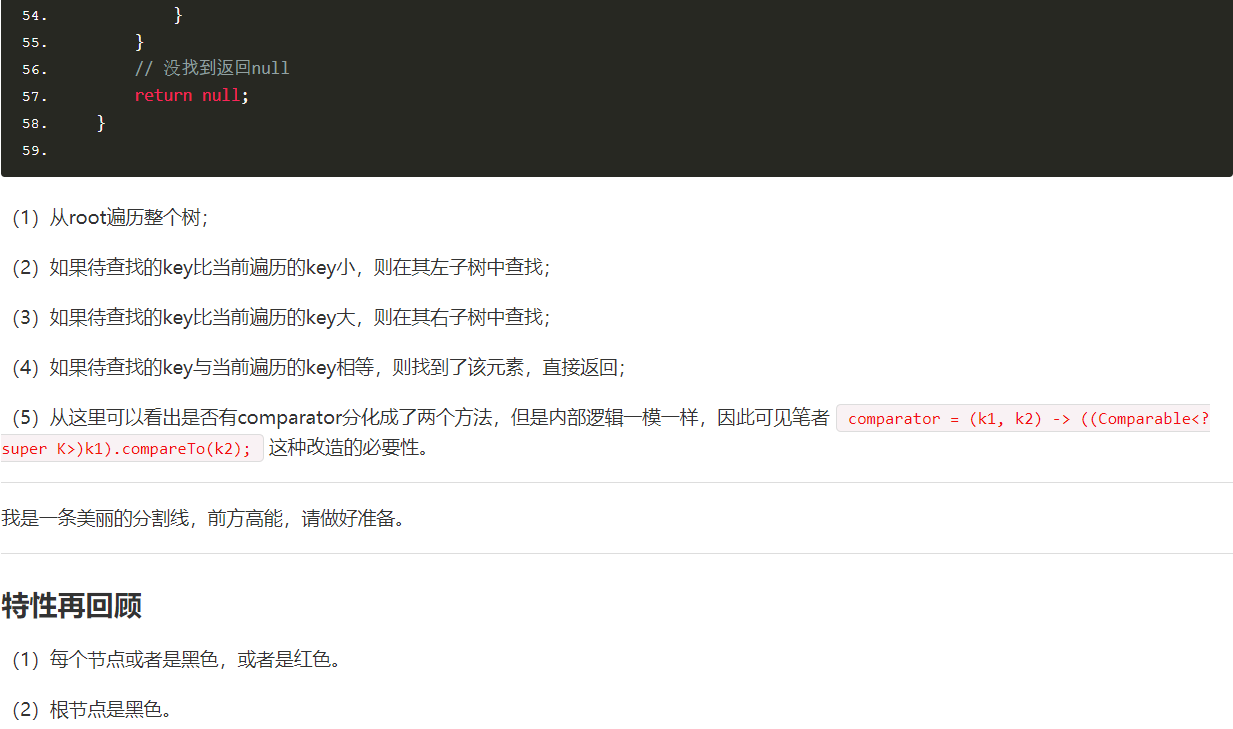 54.             }
55.         }
56.         // 没找到返回null
57.         return null;
58.     }
59.
（1）从root遍历整个树；
（2）如果待查找的key比当前遍历的key小，则在其左子树中查找；
（3）如果待查找的key比当前遍历的key大，则在其右子树中查找；
（4）如果待查找的key与当前遍历的key相等，则找到了该元素，直接返回；
（5）从这里可以看出是否有comparator分化成了两个方法，但是内部逻辑一模一样，因此可见笔者 comparator = (k1, k2) -> ((Comparable<?
super K>)k1).compareTo(k2); 这种改造的必要性。
我是一条美丽的分割线，前方高能，请做好准备。
特性再回顾
（1）每个节点或者是黑色，或者是红色。
（2）根节点是黑色。